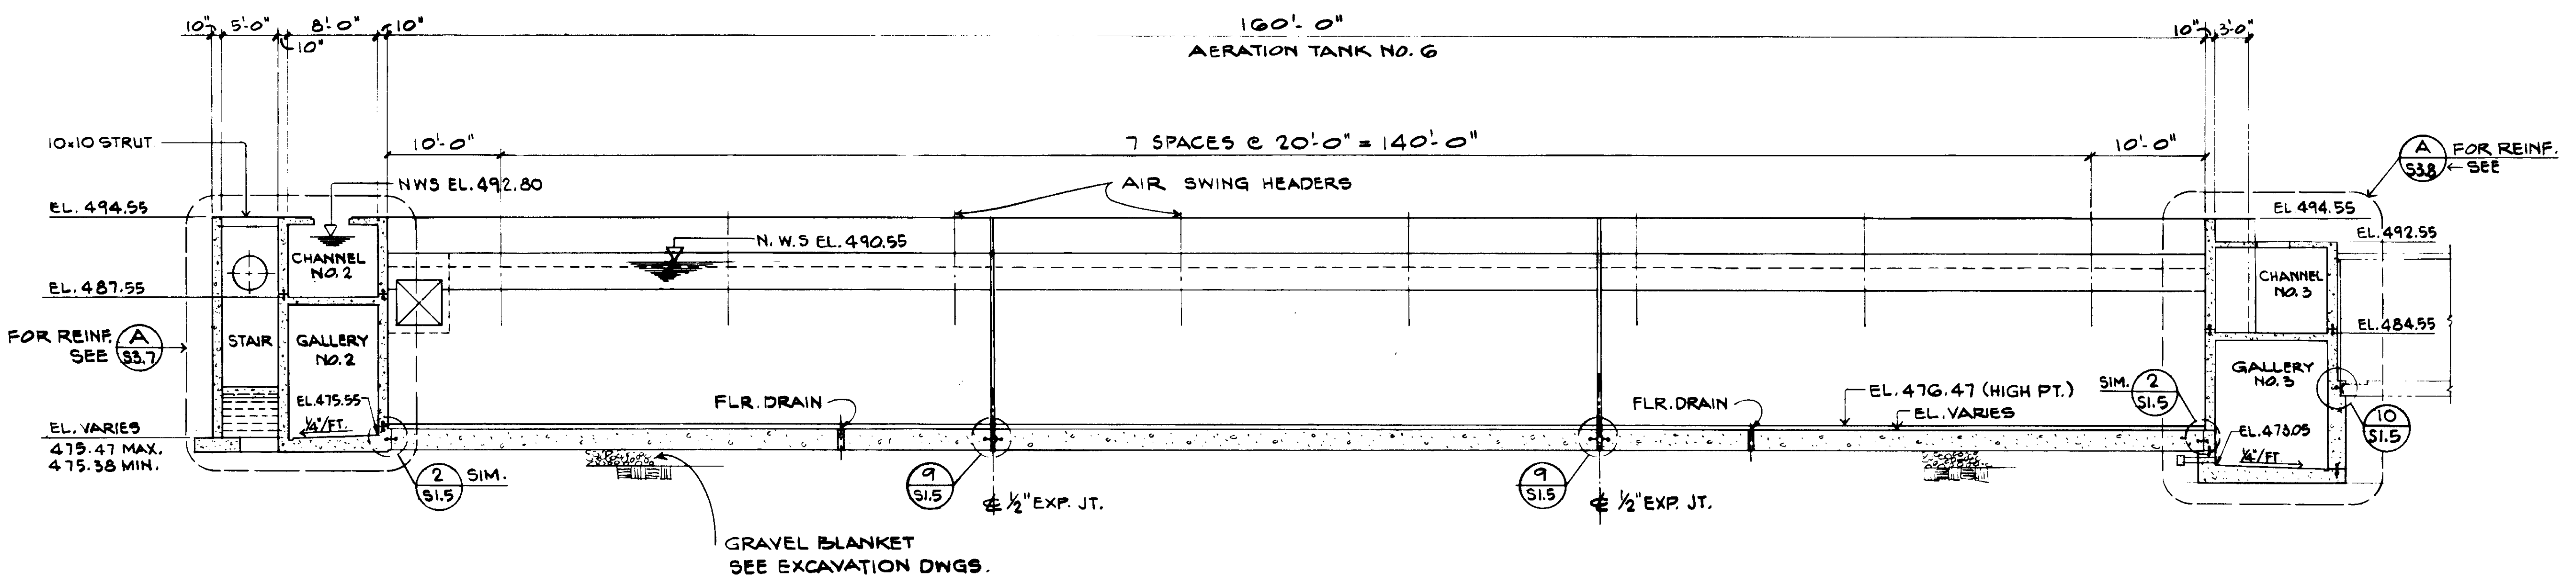 10" 5'-0" 8'-0" 10" 160'-0" 10" 3'-0"
10"
AERATION TANK NO. 6
10x10 STRUT.
10'-0" 7 SPACES @ 20'-0" = 140'-0" 10'-0"
A FOR REINF.
S3.8 SEE
NWS EL. 492.80
AIR SWING HEADERS
EL. 494.55
EL. 494.55
N. W. S EL. 490.55
EL. 492.55
CHANNEL
NO. 2
CHANNEL
NO. 3
EL. 487.55
EL. 484.55
FOR REINF.
SEE
A
S3.7
STAIR
GALLERY
NO. 2
GALLERY
NO. 3
EL. 475.55
1/4"/FT.
FLR. DRAIN
FLR. DRAIN
EL. 476.47 (HIGH PT.)
EL. VARIES
SIM. 2
S1.5
10
S1.5
EL. VARIES
475.47 MAX.
475.38 MIN.
EL. 473.05
1/4"/FT
2 SIM.
S1.5
9
S1.5
9
S1.5
℄ 1/2" EXP. JT.
℄ 1/2" EXP. JT.
GRAVEL BLANKET
SEE EXCAVATION DWGS.